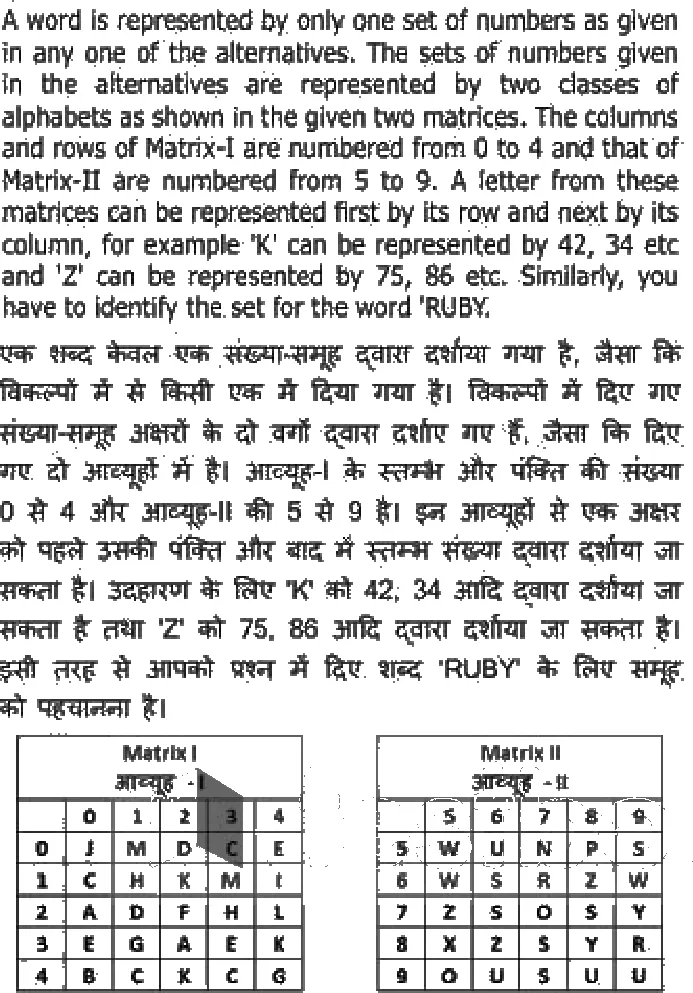 A word is represented by only one set of numbers as given
in any one of the alternatives. The sets of numbers given
in the alternatives are represented by two classes of
alphabets as shown in the given two matrices. The columns
and rows of Matrix-I are numbered from 0 to 4 and that of
Matrix-II are numbered from 5 to 9. A letter from these
matrices can be represented first by its row and next by its
column, for example 'K' can be represented by 42, 34 etc
and 'Z' can be represented by 75, 86 etc. Similarly, you
have to identify the set for the word 'RUBY.
एक शब्द केवल एक संख्या-समूह द्वारा दर्शाया गया है, जैसा कि
विकल्पों में से किसी एक में दिया गया है। विकल्पों में दिए गए
संख्या-समूह अक्षरों के दो वर्गों द्वारा दर्शाए गए हैं, जैसा कि दिए
गए दो आव्यूहों में है। आव्यूह-I के स्तम्भ और पंक्ति की संख्या
0 से 4 और आव्यूह-II की 5 से 9 है। इन आव्यूहों से एक अक्षर
को पहले उसकी पंक्ति और बाद में स्तम्भ संख्या द्वारा दर्शाया जा
सकता है। उदहारण के लिए 'K' को 42, 34 आदि द्वारा दर्शाया जा
सकता है तथा 'Z' को 75, 86 आदि द्वारा दर्शाया जा सकता है।
इसी तरह से आपको प्रश्न में दिए शब्द 'RUBY' के लिए समूह
को पहचानना है।
Matrix I
आव्यूह - I
0 1 2 3 4
0 J M D C E
1 C H K M I
2 A D F H L
3 E G A E K
4 B C K C G
Matrix II
आव्यूह - II
5 6 7 8 9
5 W U N P S
6 W S R Z W
7 Z S O S Y
8 X Z S Y R
9 O U S U U